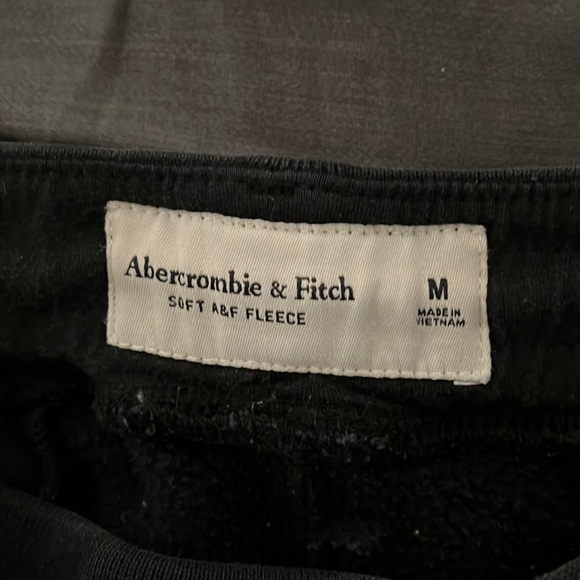 Abercrombie & Fitch
SOFT A&F FLEECE
M
MADE IN
VIETNAM